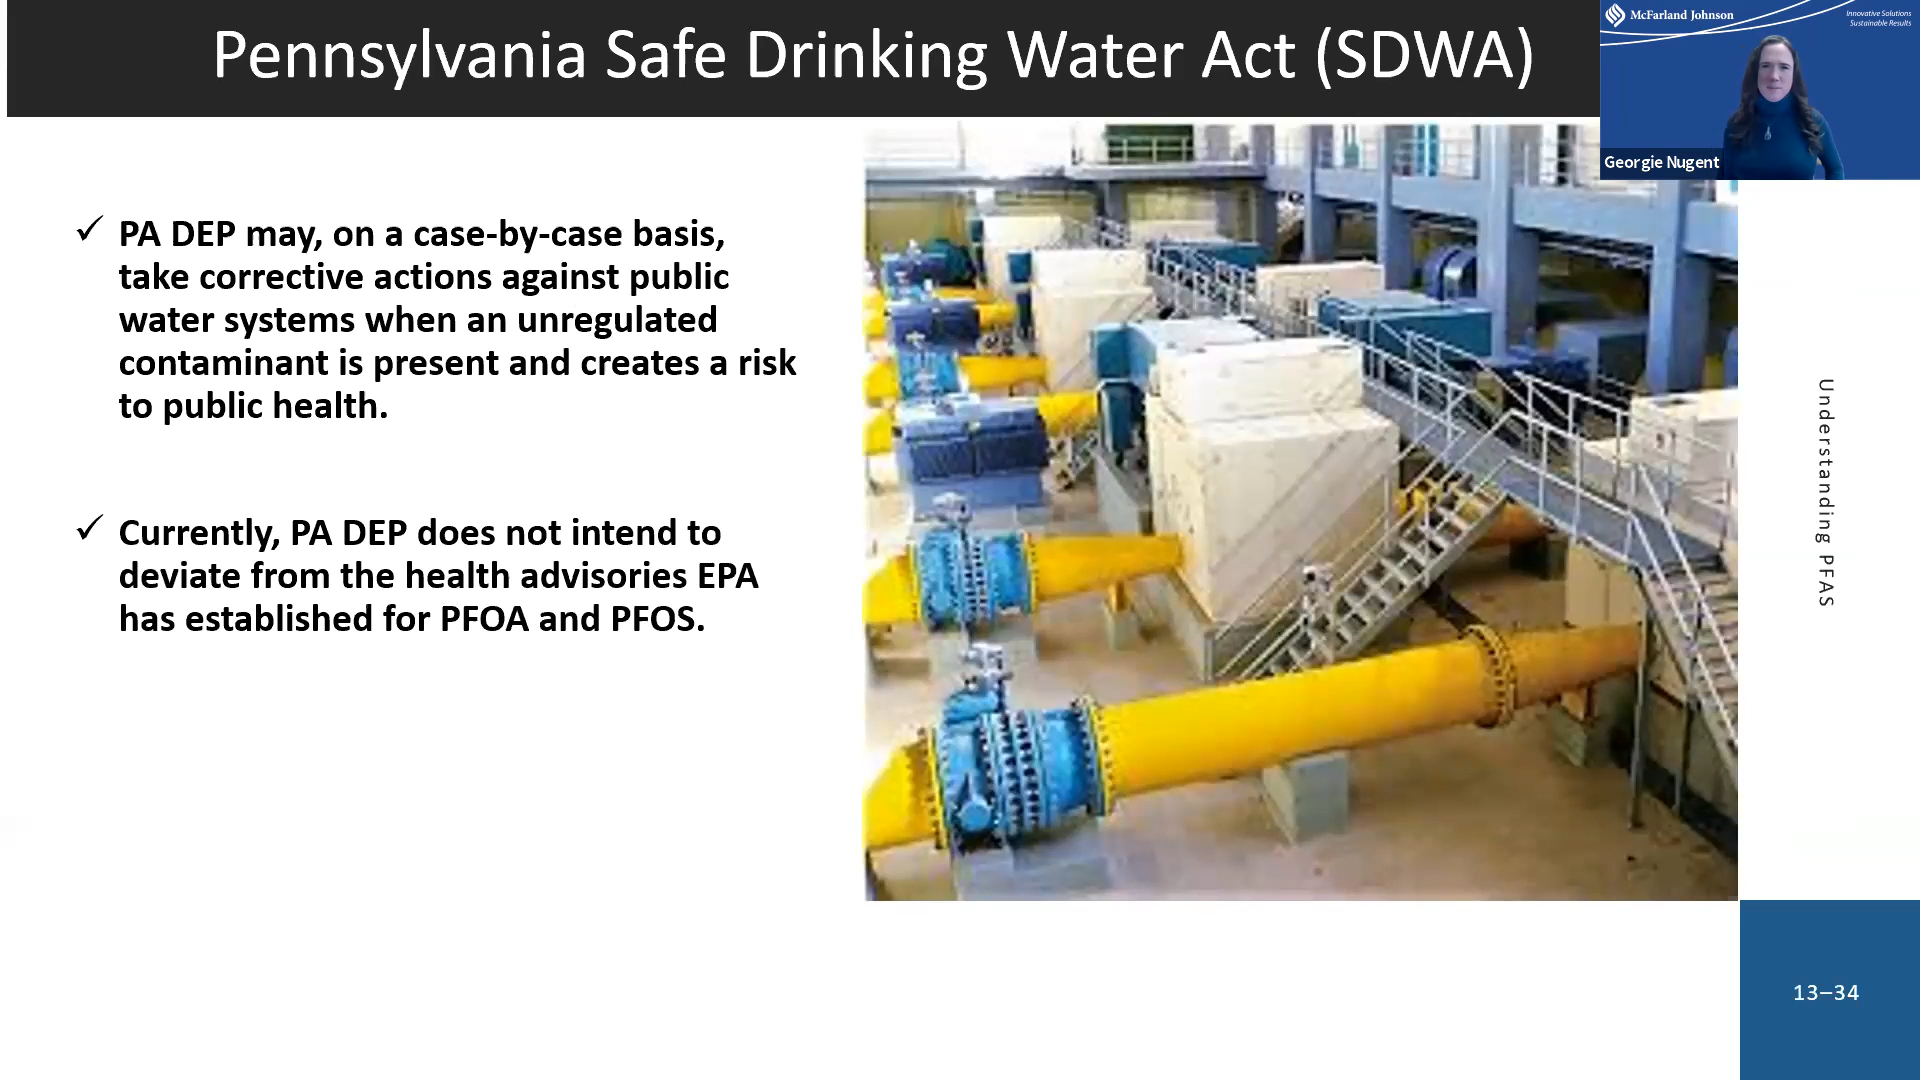 Pennsylvania Safe Drinking Water Act (SDWA)
McFarland Johnson
Innovative Solutions
Sustainable Results
Georgie Nugent
PA DEP may, on a case-by-case basis,
take corrective actions against public
water systems when an unregulated
contaminant is present and creates a risk
to public health.
Currently, PA DEP does not intend to
deviate from the health advisories EPA
has established for PFOA and PFOS.
Understanding PFAS
13–34